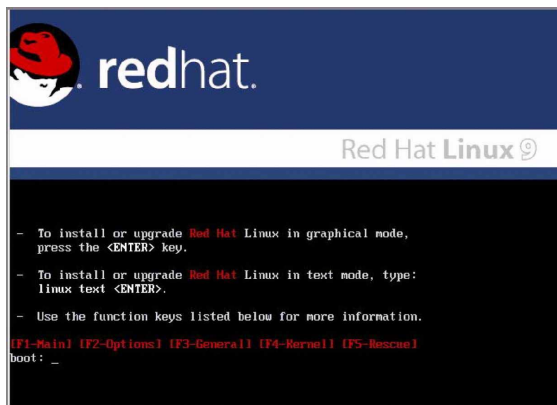 redhat.
Red Hat Linux 9
- To install or upgrade Red Hat Linux in graphical mode,
press the <ENTER> key.
- To install or upgrade Red Hat Linux in text mode, type:
linux text <ENTER>.
- Use the function keys listed below for more information.
[F1-Main] [F2-Options] [F3-General] [F4-Kernel] [F5-Rescue]
boot: _